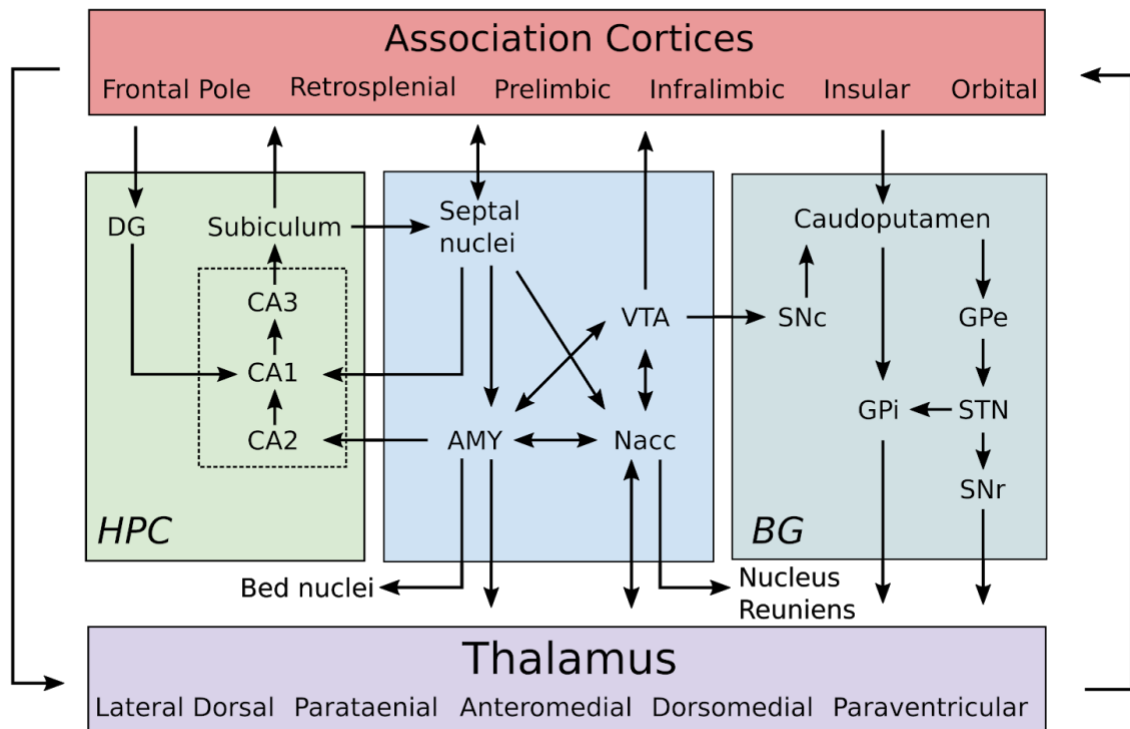 Association Cortices
Frontal Pole Retrosplenial Prelimbic Infralimbic Insular Orbital
DG Subiculum Septal nuclei Caudoputamen
CA3 VTA SNc GPe
CA1 GPi STN
CA2 AMY Nacc
SNr
HPC BG
Bed nuclei Nucleus
Reuniens
Thalamus
Lateral Dorsal Parataenial Anteromedial Dorsomedial Paraventricular